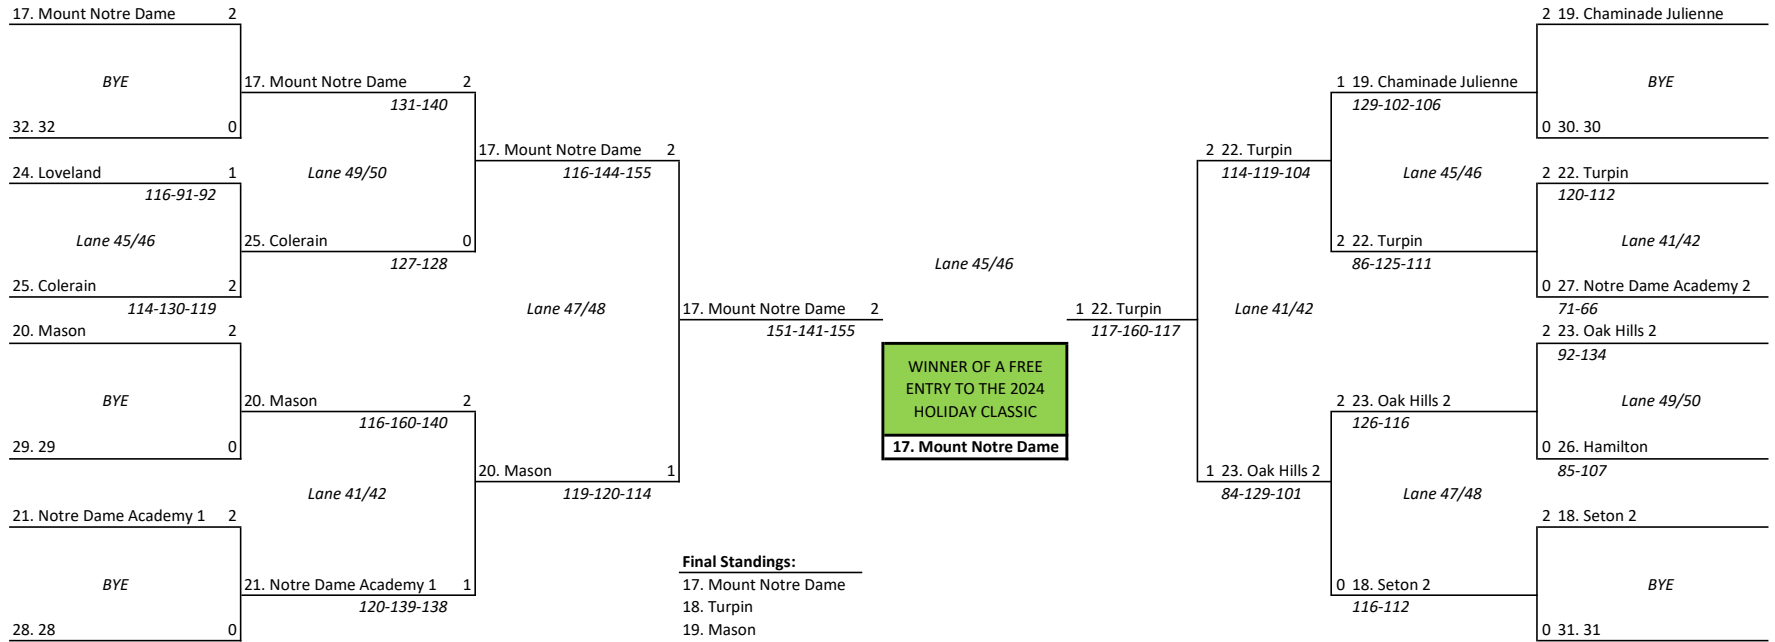 17. Mount Notre Dame 2
BYE
32. 32 0
24. Loveland 1
116-91-92
Lane 45/46
25. Colerain 2
114-130-119
20. Mason 2
BYE
29. 29 0
21. Notre Dame Academy 1 2
BYE
28. 28 0
17. Mount Notre Dame 2
131-140
Lane 49/50
25. Colerain 0
127-128
20. Mason 2
116-160-140
Lane 41/42
21. Notre Dame Academy 1 1
120-139-138
17. Mount Notre Dame 2
116-144-155
Lane 47/48
20. Mason 1
119-120-114
17. Mount Notre Dame 2
151-141-155
Lane 45/46
WINNER OF A FREE
ENTRY TO THE 2024
HOLIDAY CLASSIC
17. Mount Notre Dame
Final Standings:
17. Mount Notre Dame
18. Turpin
19. Mason
1 22. Turpin
117-160-117
2 22. Turpin
114-119-104
Lane 41/42
1 23. Oak Hills 2
84-129-101
1 19. Chaminade Julienne
129-102-106
Lane 45/46
2 22. Turpin
86-125-111
2 23. Oak Hills 2
126-116
Lane 47/48
0 18. Seton 2
116-112
2 19. Chaminade Julienne
BYE
0 30. 30
2 22. Turpin
120-112
Lane 41/42
0 27. Notre Dame Academy 2
71-66
2 23. Oak Hills 2
92-134
Lane 49/50
0 26. Hamilton
85-107
2 18. Seton 2
BYE
0 31. 31